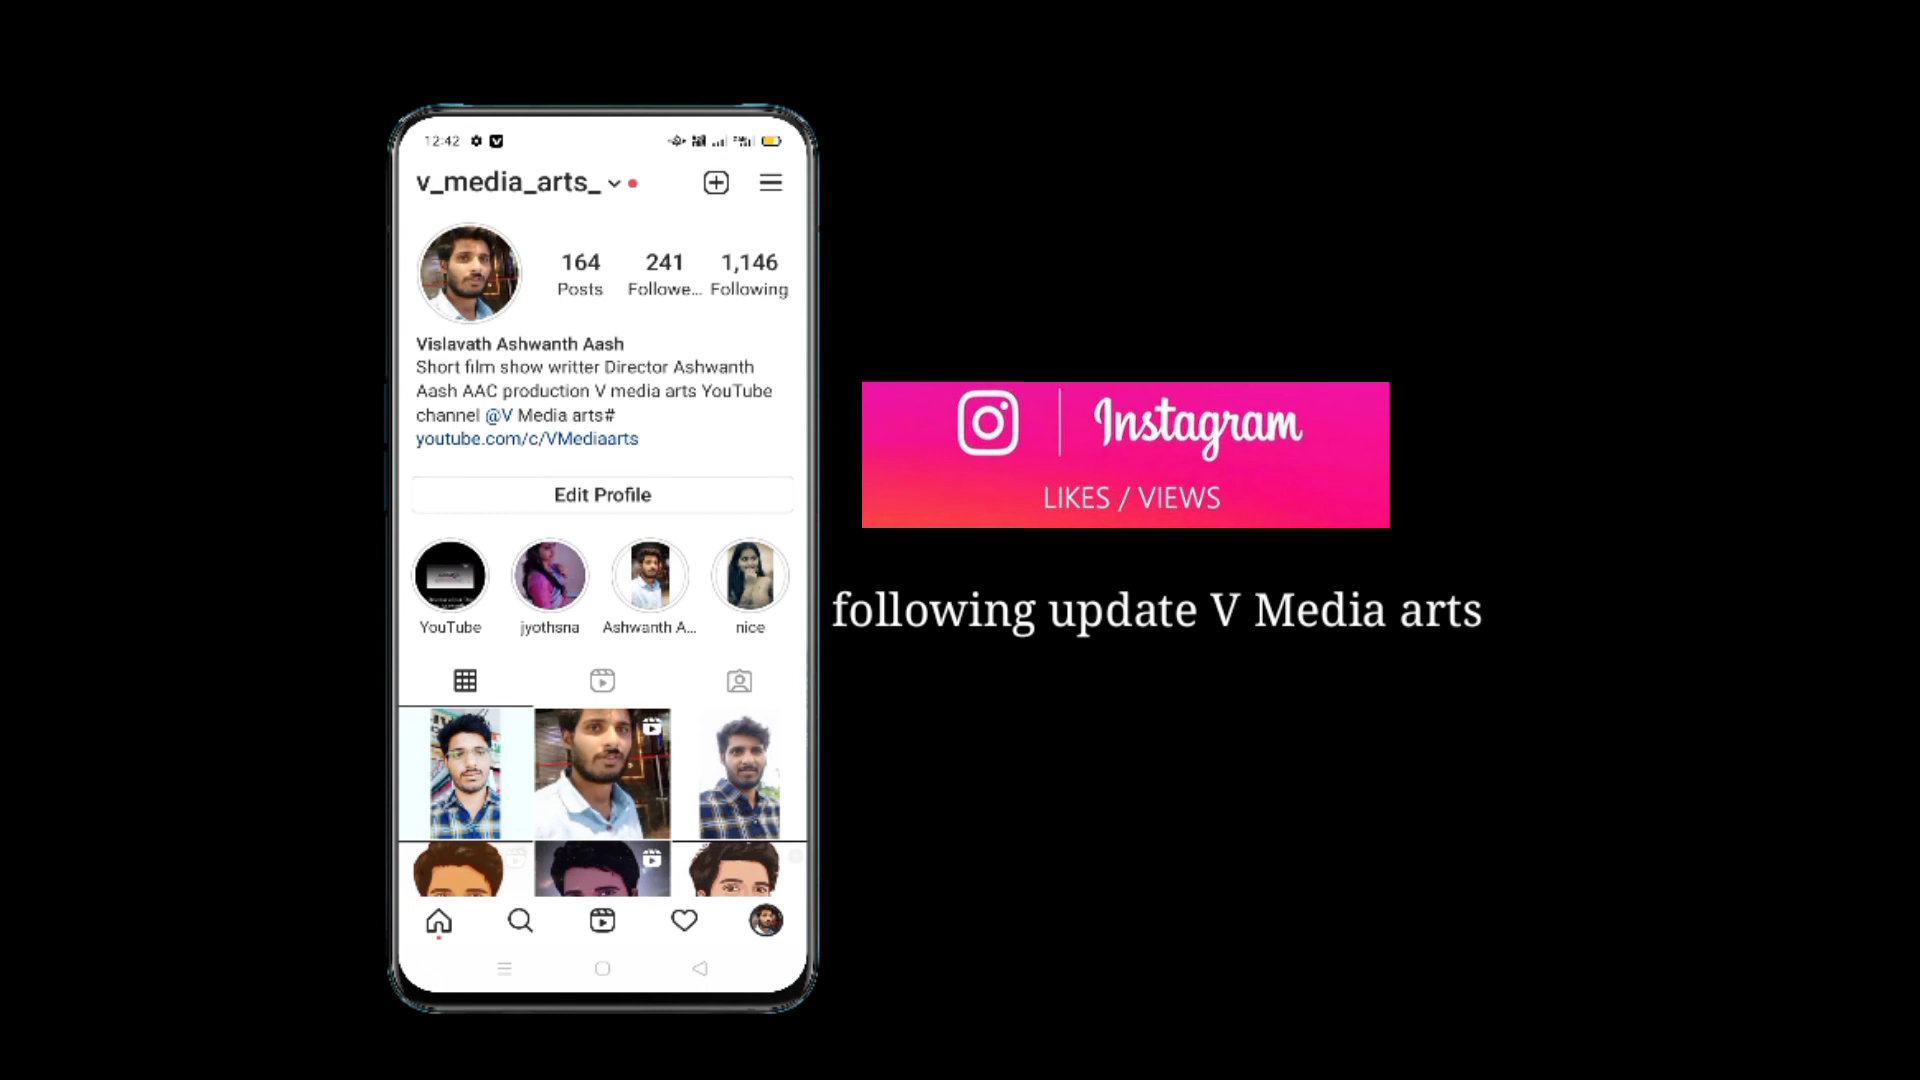 12:42
v_media_arts_
164 241 1,146
Posts Followe... Following
Vislavath Ashwanth Aash
Short film show writter Director Ashwanth
Aash AAC production V media arts YouTube
channel @V Media arts#
youtube.com/c/VMediaarts
Edit Profile
YouTube jyothsna Ashwanth A... nice
Instagram
LIKES / VIEWS
following update V Media arts